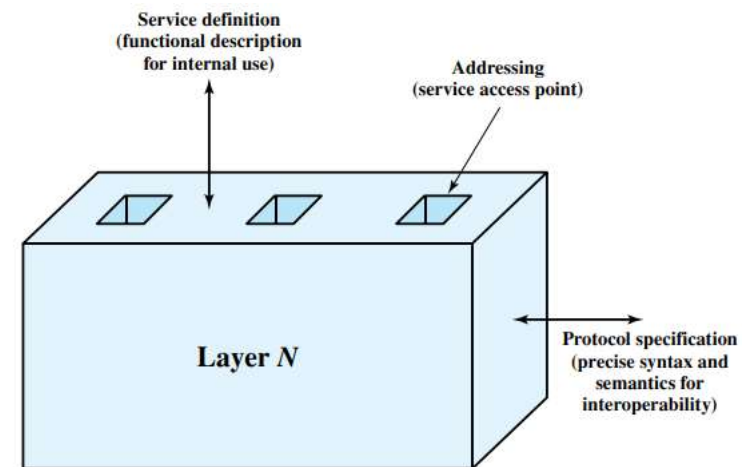 Service definition
(functional description
for internal use)
Addressing
(service access point)
Layer N
Protocol specification
(precise syntax and
semantics for
interoperability)